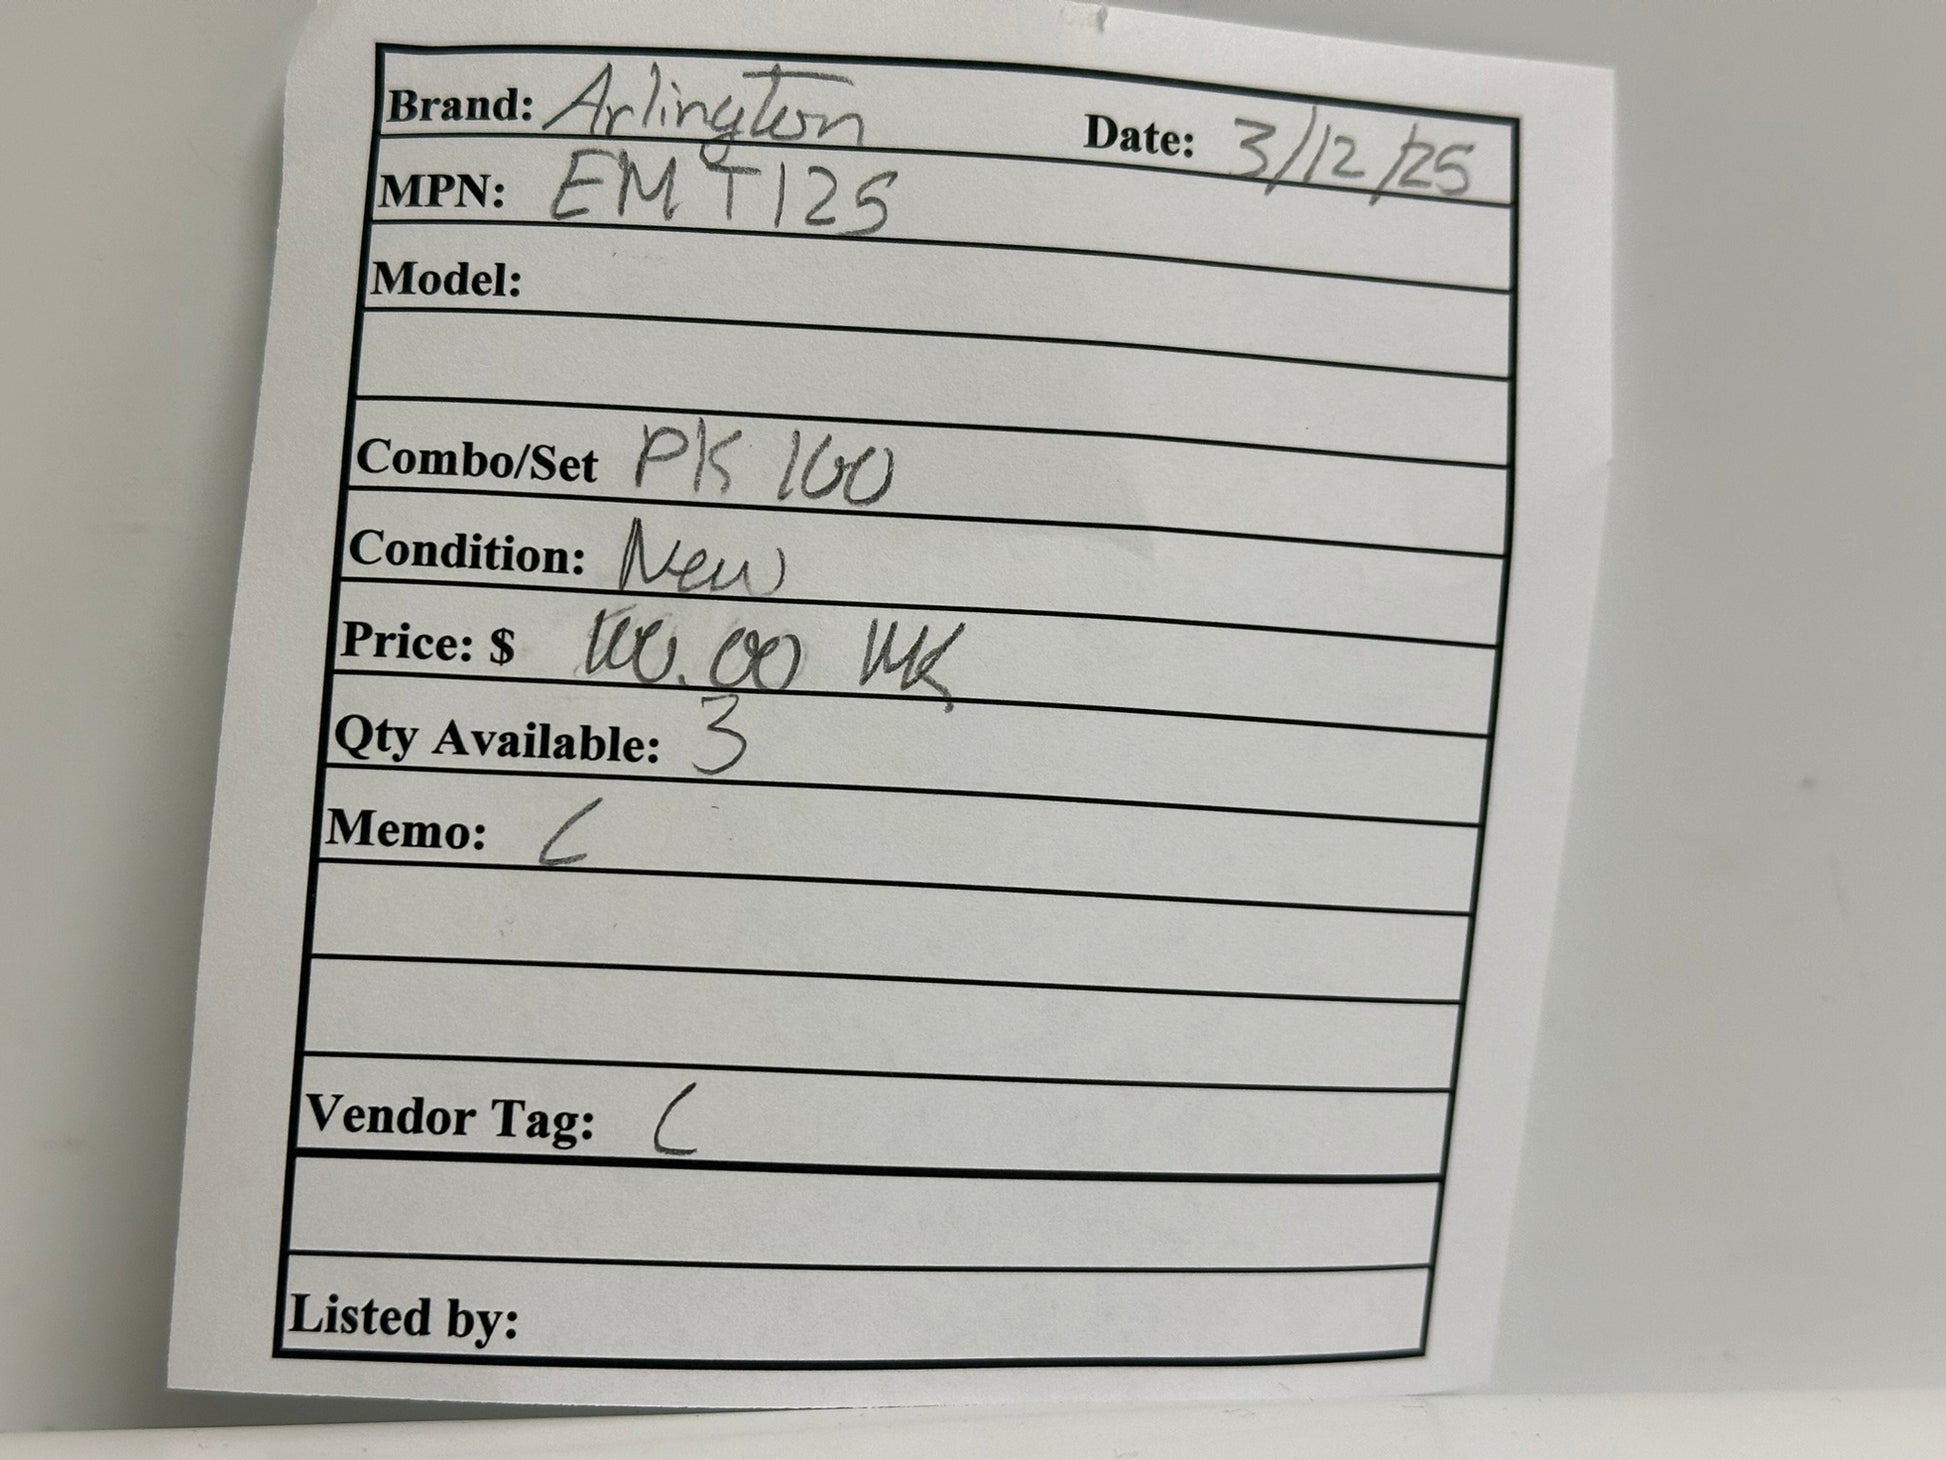 Brand: Arlington Date: 3/12/25
MPN: EMT125
Model:
Combo/Set PK 100
Condition: New
Price: $ 100.00
Qty Available: 3
Memo: C
Vendor Tag: C
Listed by: